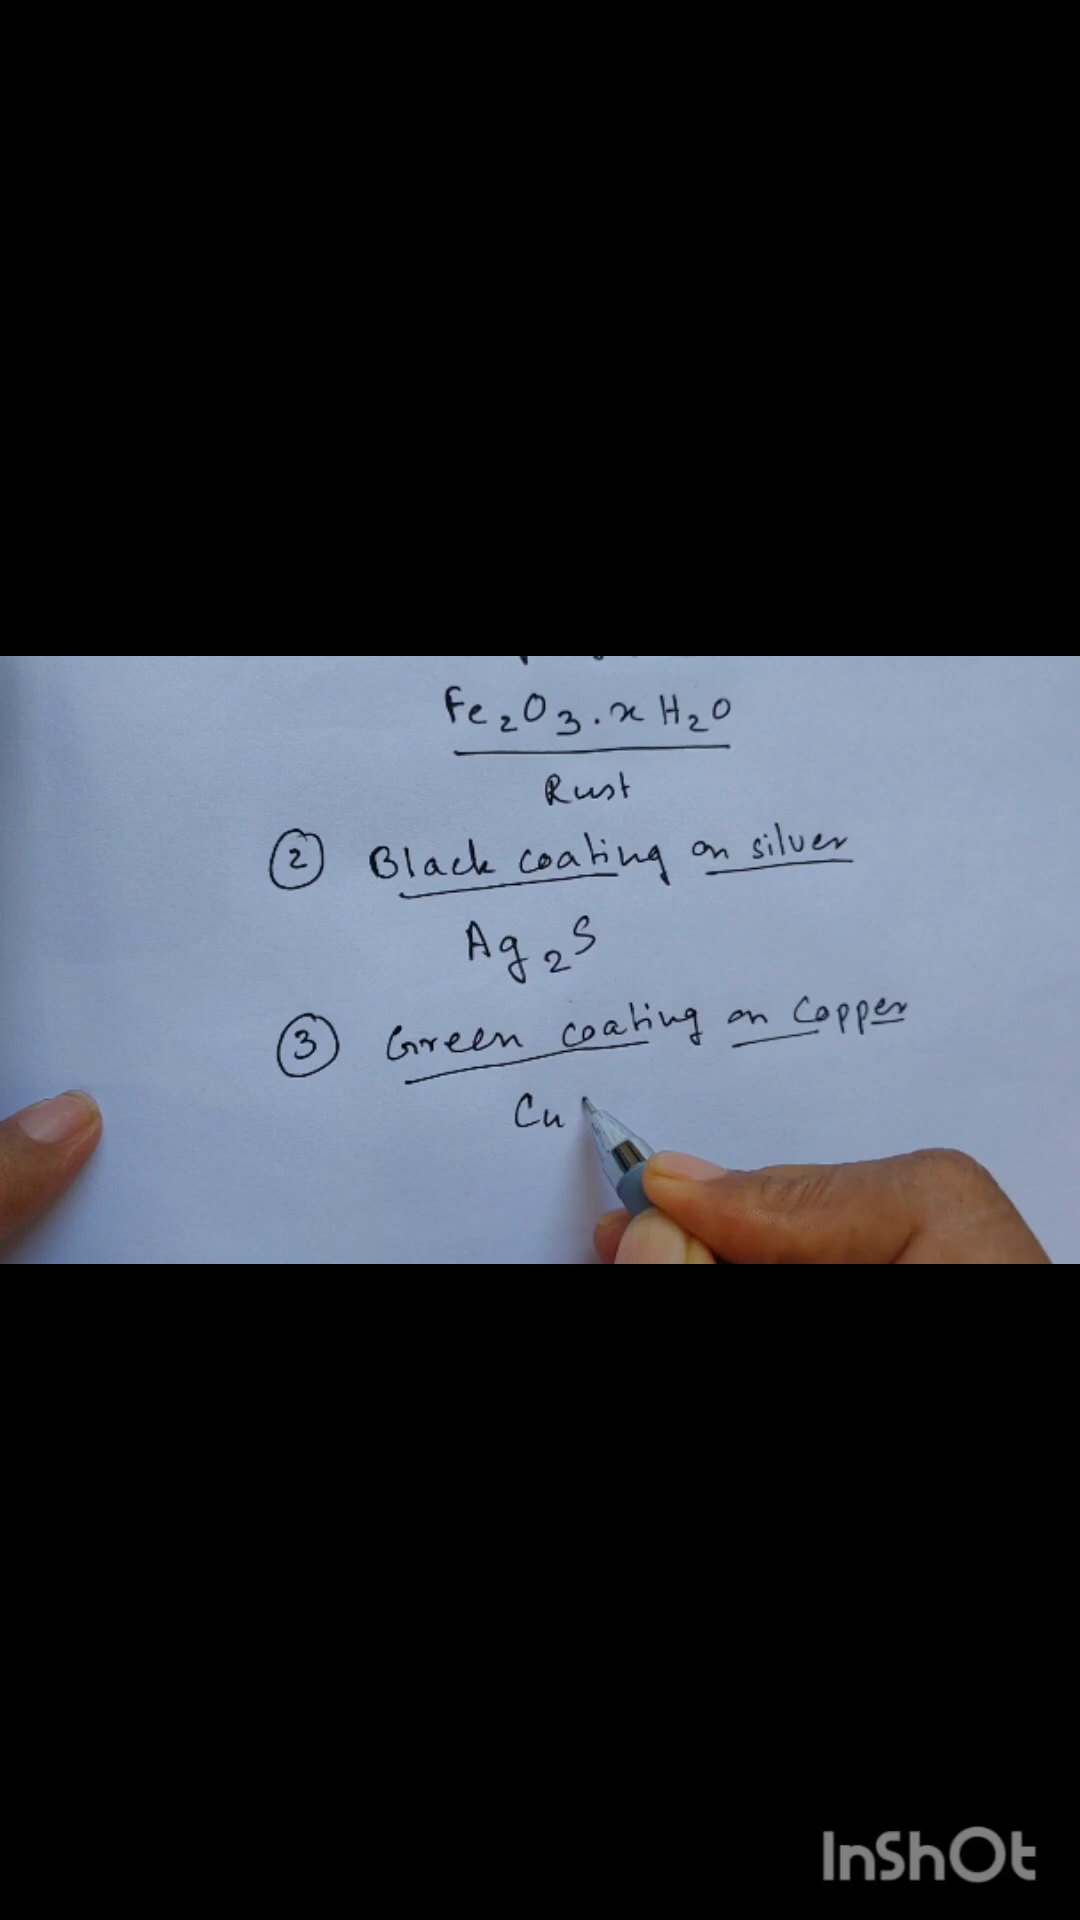 Fe₂O₃.xH₂O
Rust
② Black coating on silver
Ag₂S
③ Green coating on Copper
Cu
InShOt